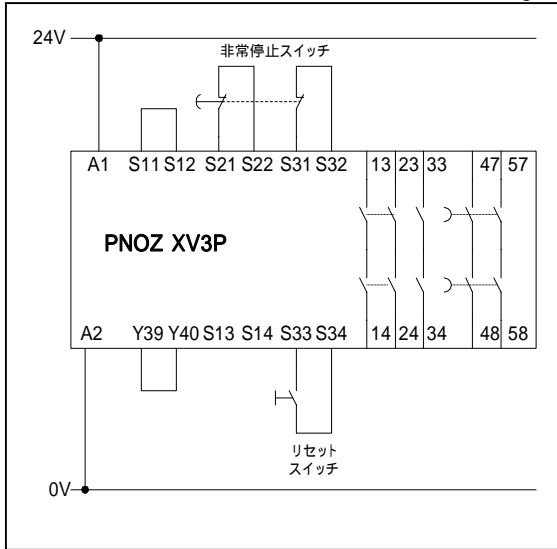 24V
非常停止スイッチ
A1 S11 S12 S21 S22 S31 S32 13 23 33 47 57
PNOZ XV3P
A2 Y39 Y40 S13 S14 S33 S34 14 24 34 48 58
リセット
スイッチ
0V